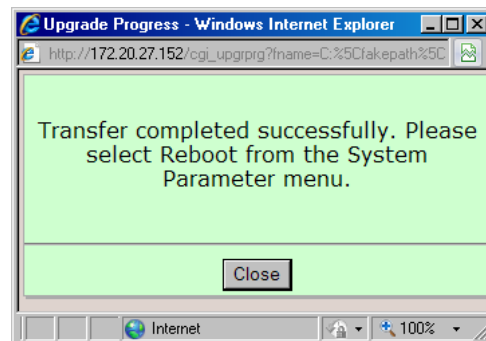 Upgrade Progress - Windows Internet Explorer
http://172.20.27.152/cgi_upgrprg?fname=C:%5Cfakepath%5C
Transfer completed successfully. Please
select Reboot from the System
Parameter menu.
Close
Internet
100%